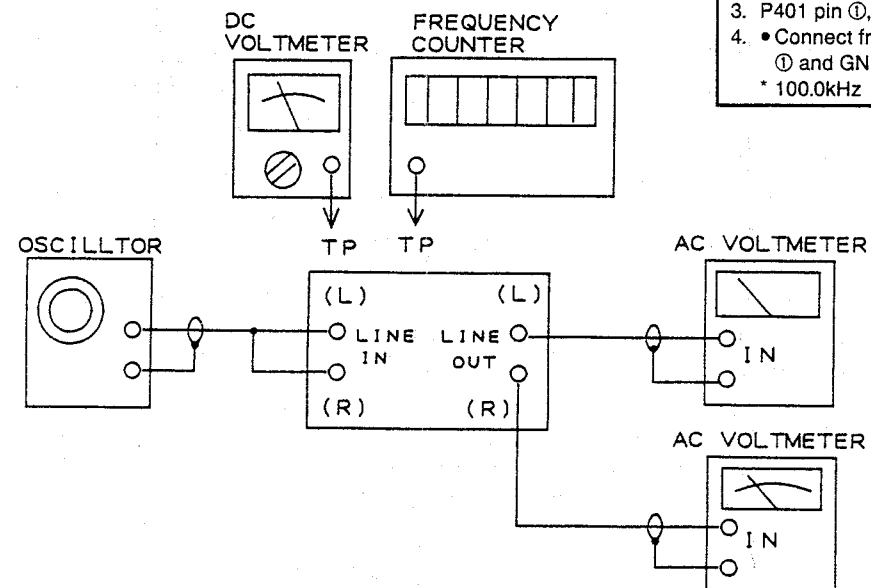 DC
VOLTMETER
FREQUENCY
COUNTER
3. P401 pin ①,
4. ● Connect fr
① and GN
* 100.0kHz
TP
TP
OSCILLTOR
AC VOLTMETER
(L)
(L)
LINE
IN
LINE
OUT
(R)
(R)
IN
AC VOLTMETER
IN